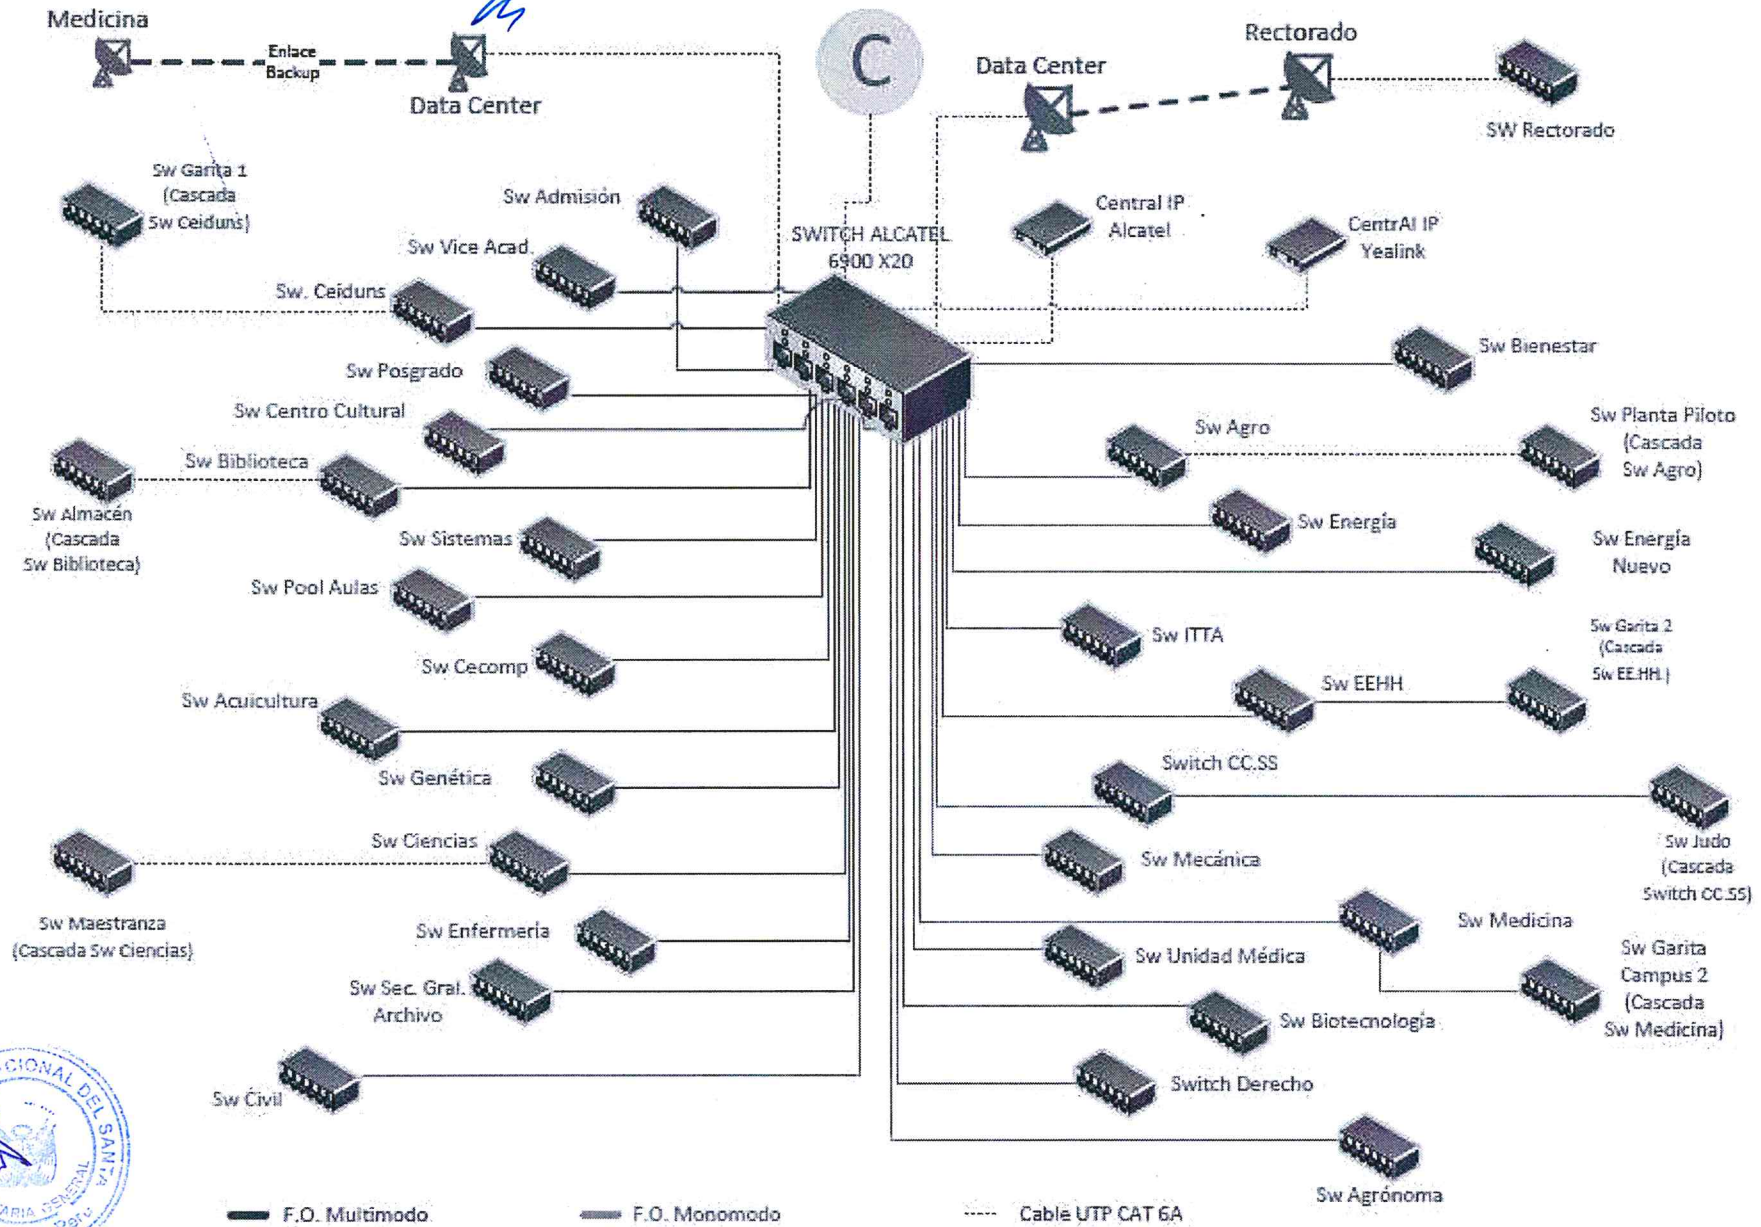 Medicina
Enlace
Backup
Data Center
C
Data Center
Rectorado
SW Rectorado
Sw Garita 1
(Cascada
Sw Ceiduns)
Sw Admisión
Sw Vice Acad.
Sw. Ceiduns
SWITCH ALCATEL
6900 X20
Central IP
Alcatel
CentrAl IP
Yealink
Sw Posgrado
Sw Centro Cultural
Sw Biblioteca
Sw Almacén
(Cascada
Sw Biblioteca)
Sw Sistemas
Sw Pool Aulas
Sw Cecomp
Sw Acuicultura
Sw Genética
Sw Ciencias
Sw Maestranza
(Cascada Sw Ciencias)
Sw Enfermería
Sw Sec. Gral.
Archivo
Sw Civil
Sw Bienestar
Sw Agro
Sw Planta Piloto
(Cascada
Sw Agro)
Sw Energía
Sw Energía
Nuevo
Sw ITTA
Sw EEHH
Sw Garita 2
(Cascada
Sw EE.HH.)
Switch CC.SS
Sw Judo
(Cascada
Switch CC.SS)
Sw Mecánica
Sw Medicina
Sw Unidad Médica
Sw Garita
Campus 2
(Cascada
Sw Medicina)
Sw Biotecnología
Switch Derecho
Sw Agrónoma
F.O. Multimodo
F.O. Monomodo
Cable UTP CAT 6A
CIONAL DEL SANTA
ARIA GENERAL
Perú